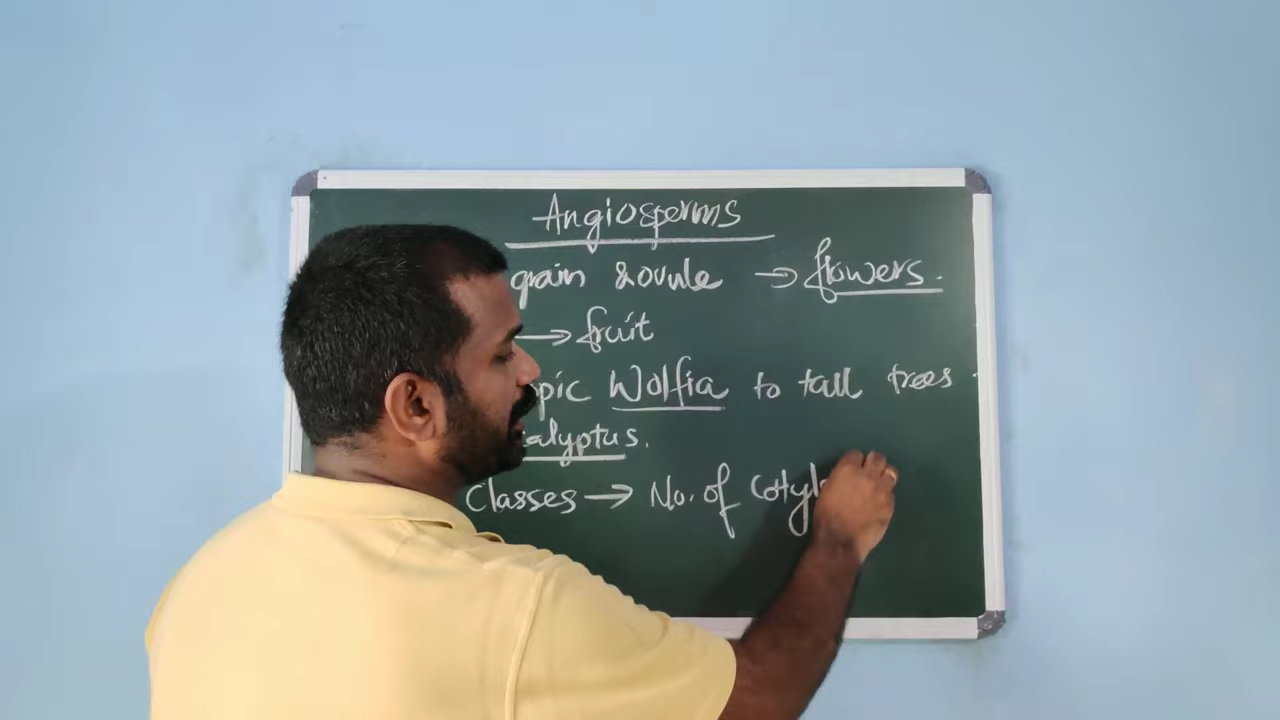 Angiosperms
grain & ovule → flowers.
→ fruit
pic Wolfia to tall trees
alyptus.
Classes → No. of Cotyl